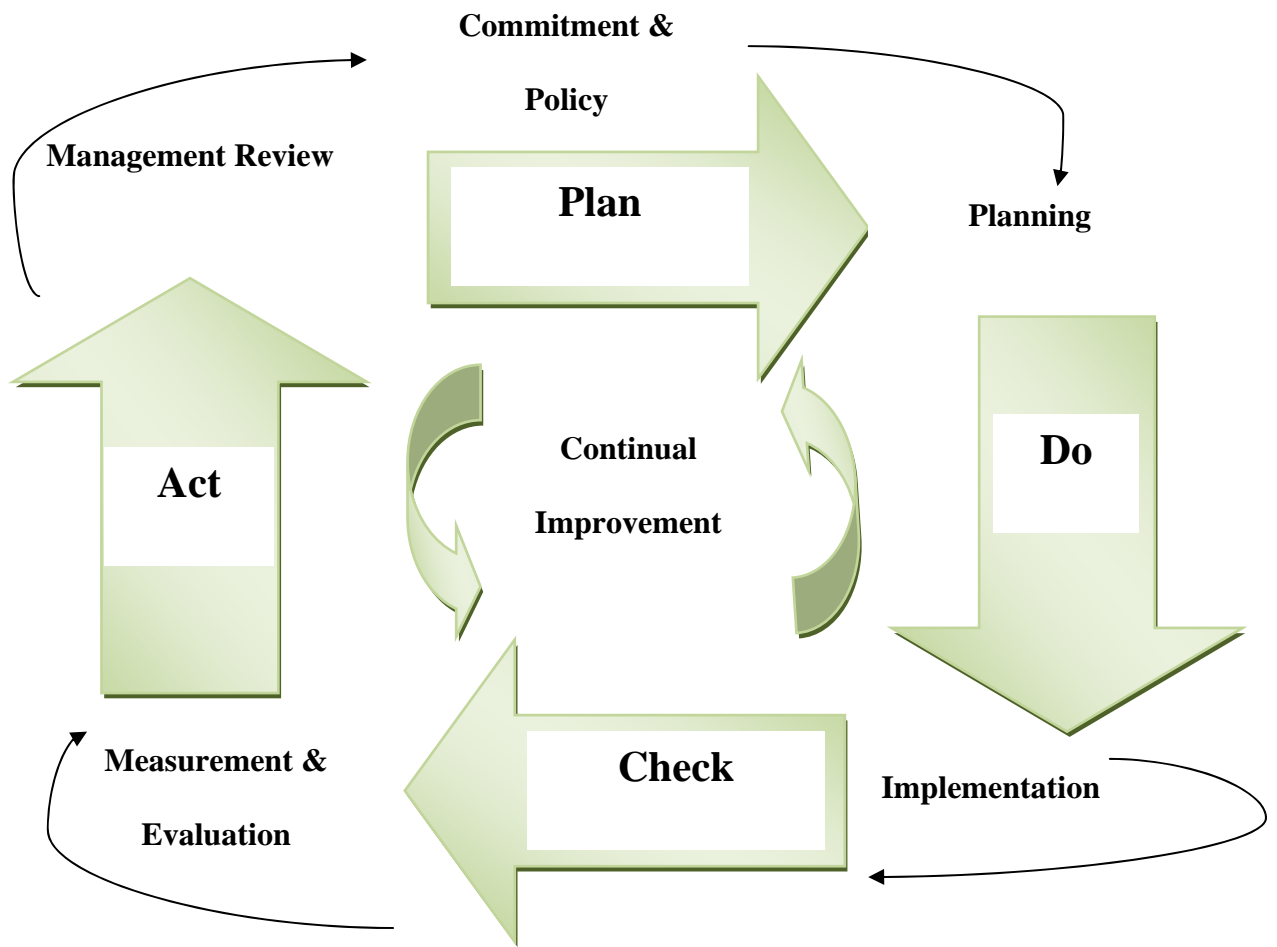 Commitment &
Policy
Management Review
Plan
Planning
Continual
Improvement
Do
Act
Measurement &
Evaluation
Check
Implementation